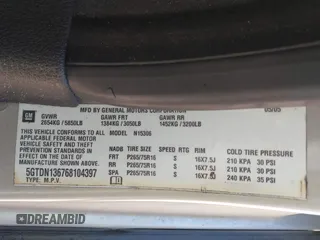 MFD BY GENERAL MOTORS CORPORATION 05/05
GM GVWR GAWR FRT GAWR RR
2654KG / 5850LB 1384KG / 3050LB 1452KG / 3200LB
THIS VEHICLE CONFORMS TO ALL N15306
APPLICABLE FEDERAL MOTOR
VEHICLE SAFETY AND THEFT
PREVENTION STANDARDS IN
EFFECT ON THE DATE OF
MANUFACTURE SHOWN ABOVE.
TIRE SIZE SPEED RTG RIM COLD TIRE PRESSURE
FRT P265/75R16 S 16X7.5J 210 KPA 30 PSI
RR P265/75R16 S 16X7.5J 210 KPA 30 PSI
5GTDN136768104397 SPA P265/75R16 S 16X7.5J 240 KPA 35 PSI
TYPE: M.P.V.
AUTOBIDMASTER